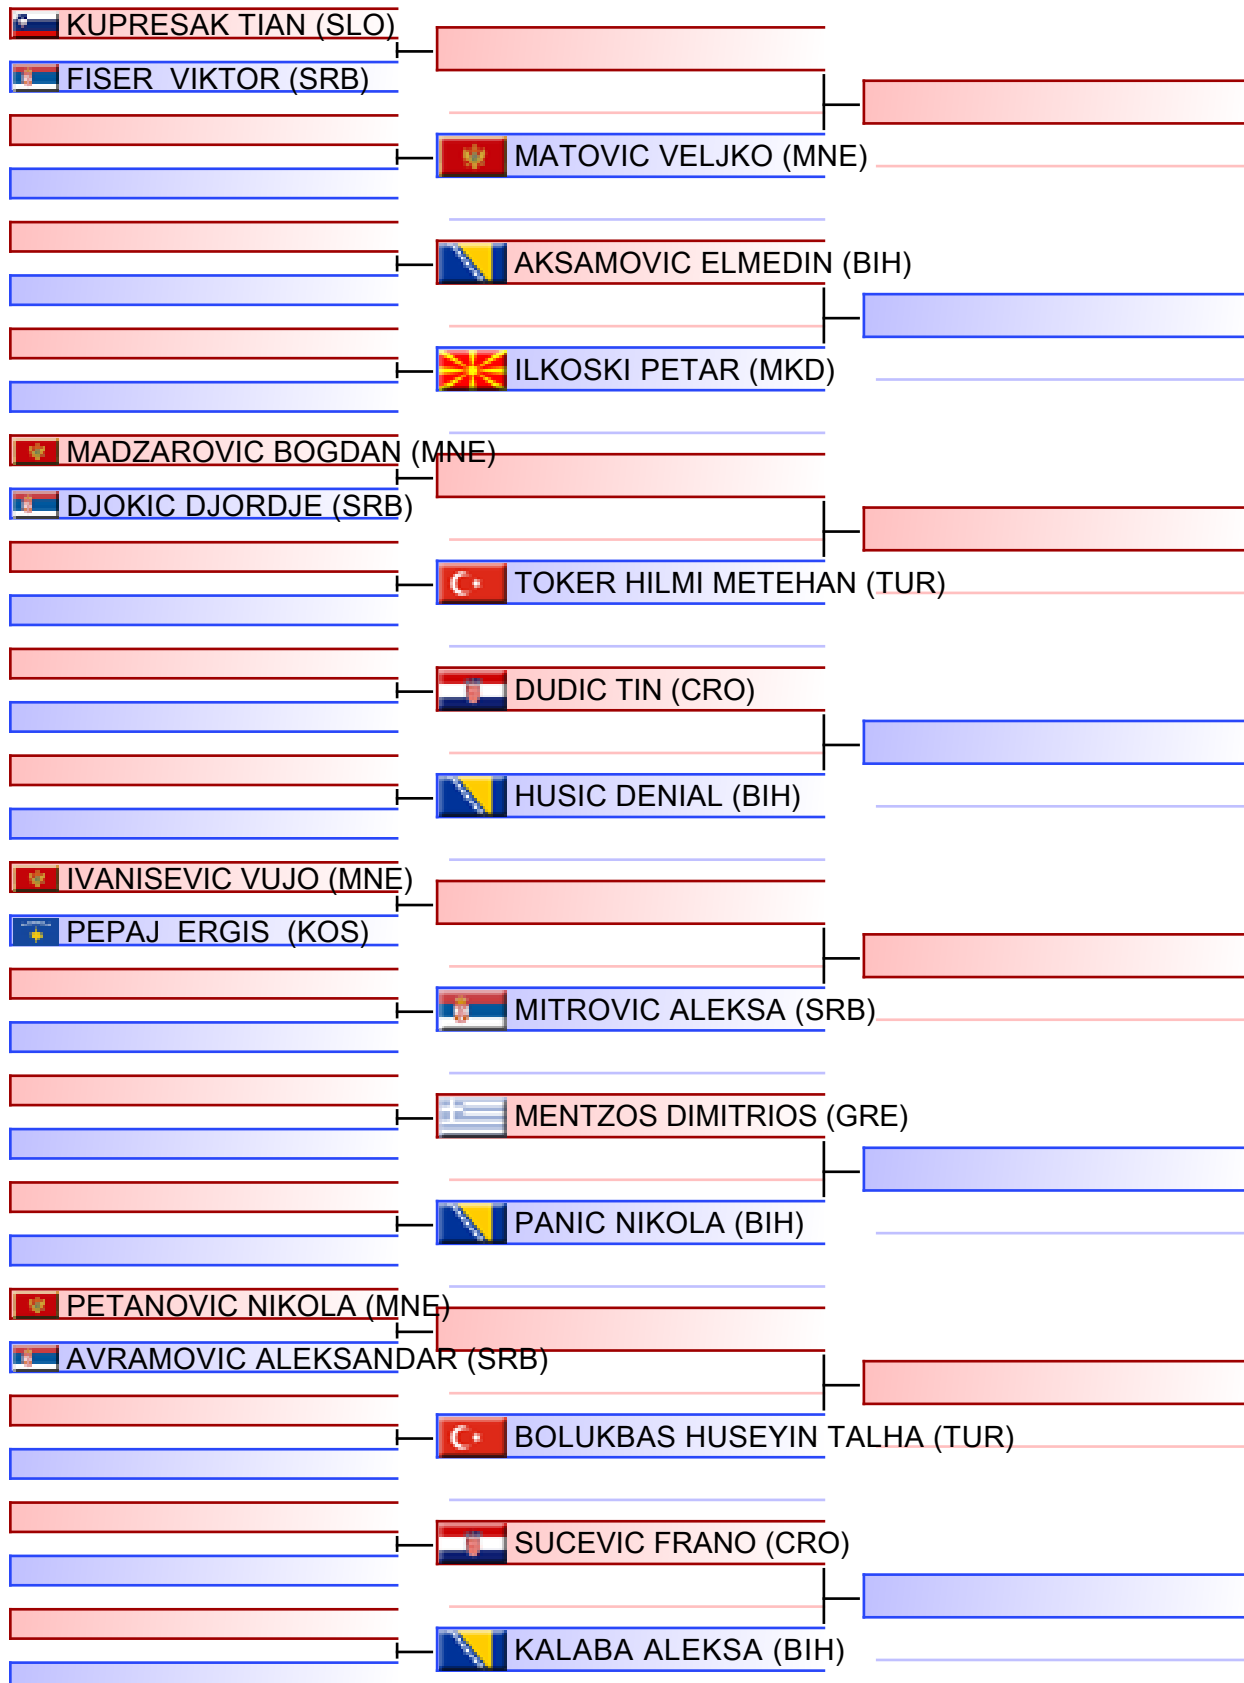 KUPRESAK TIAN (SLO)
FISER  VIKTOR (SRB)
MATOVIC VELJKO (MNE)
AKSAMOVIC ELMEDIN (BIH)
ILKOSKI PETAR (MKD)
MADZAROVIC BOGDAN (MNE)
DJOKIC DJORDJE (SRB)
TOKER HILMI METEHAN (TUR)
DUDIC TIN (CRO)
HUSIC DENIAL (BIH)
IVANISEVIC VUJO (MNE)
PEPAJ  ERGIS  (KOS)
MITROVIC ALEKSA (SRB)
MENTZOS DIMITRIOS (GRE)
PANIC NIKOLA (BIH)
PETANOVIC NIKOLA (MNE)
AVRAMOVIC ALEKSANDAR (SRB)
BOLUKBAS HUSEYIN TALHA (TUR)
SUCEVIC FRANO (CRO)
KALABA ALEKSA (BIH)